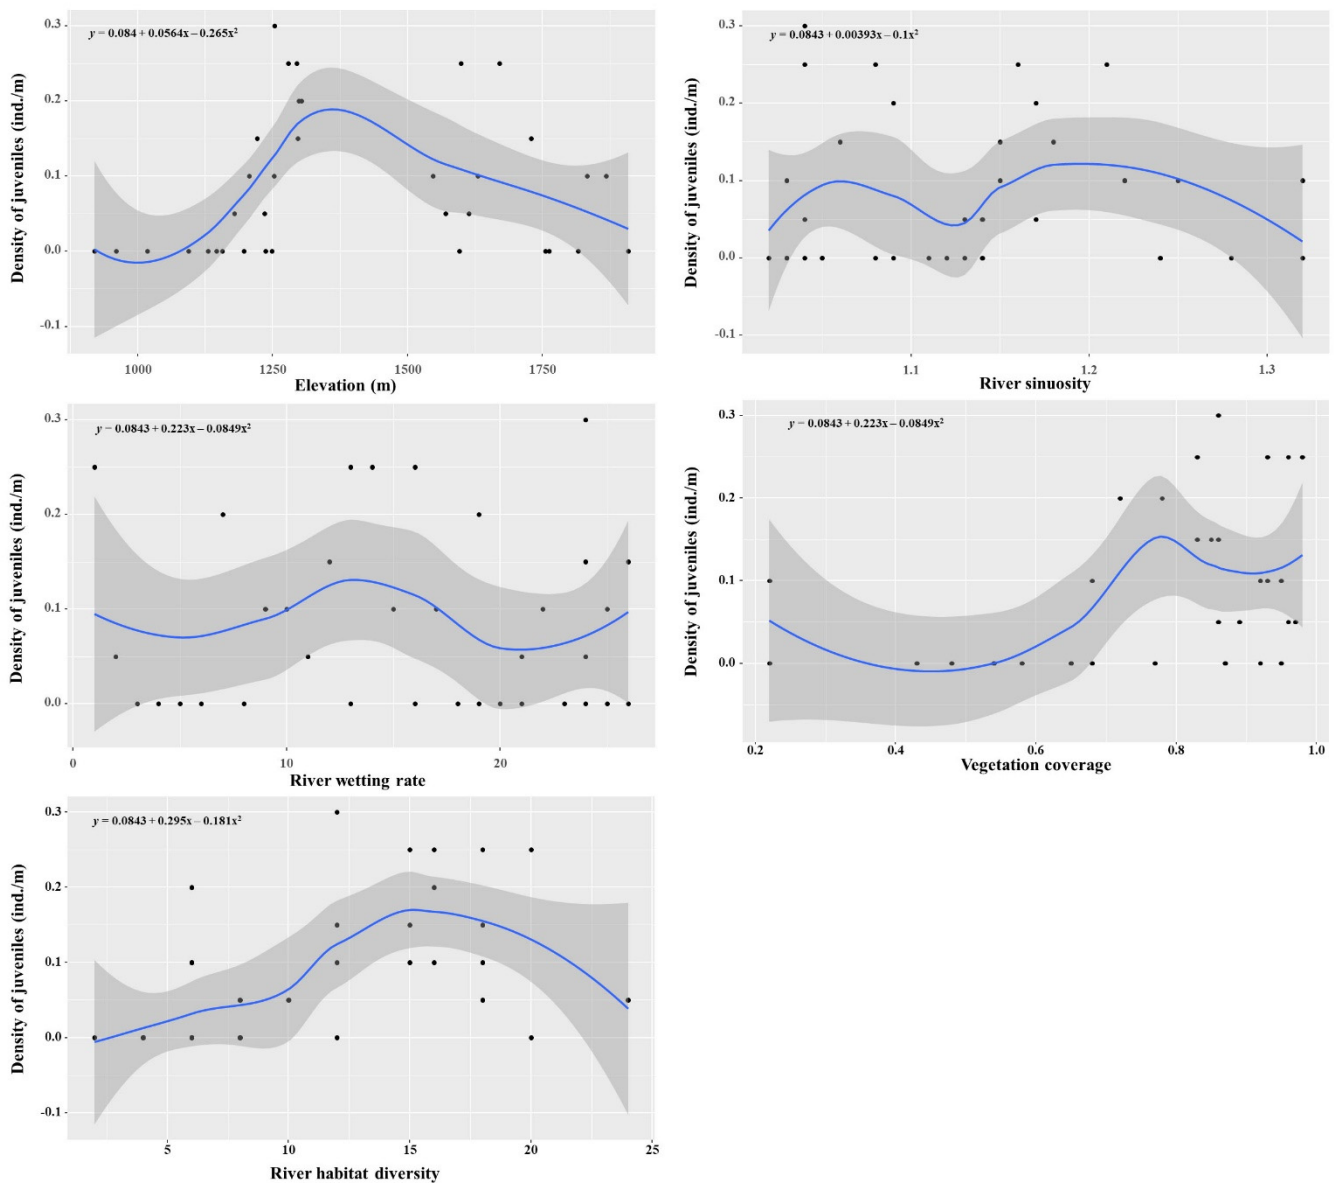 y = 0.084 + 0.0564x – 0.265x²
Density of juveniles (ind./m)
0.3
0.2
0.1
0.0
-0.1
1000 1250 1500 1750
Elevation (m)
y = 0.0843 + 0.00393x – 0.1x²
Density of juveniles (ind./m)
0.3
0.2
0.1
0.0
-0.1
1.1 1.2 1.3
River sinuosity
y = 0.0843 + 0.223x – 0.0849x²
Density of juveniles (ind./m)
0.3
0.2
0.1
0.0
0 10 20
River wetting rate
y = 0.0843 + 0.223x – 0.0849x²
Density of juveniles (ind./m)
0.3
0.2
0.1
0.0
0.2 0.4 0.6 0.8 1.0
Vegetation coverage
y = 0.0843 + 0.295x – 0.181x²
Density of juveniles (ind./m)
0.3
0.2
0.1
0.0
-0.1
5 10 15 20 25
River habitat diversity